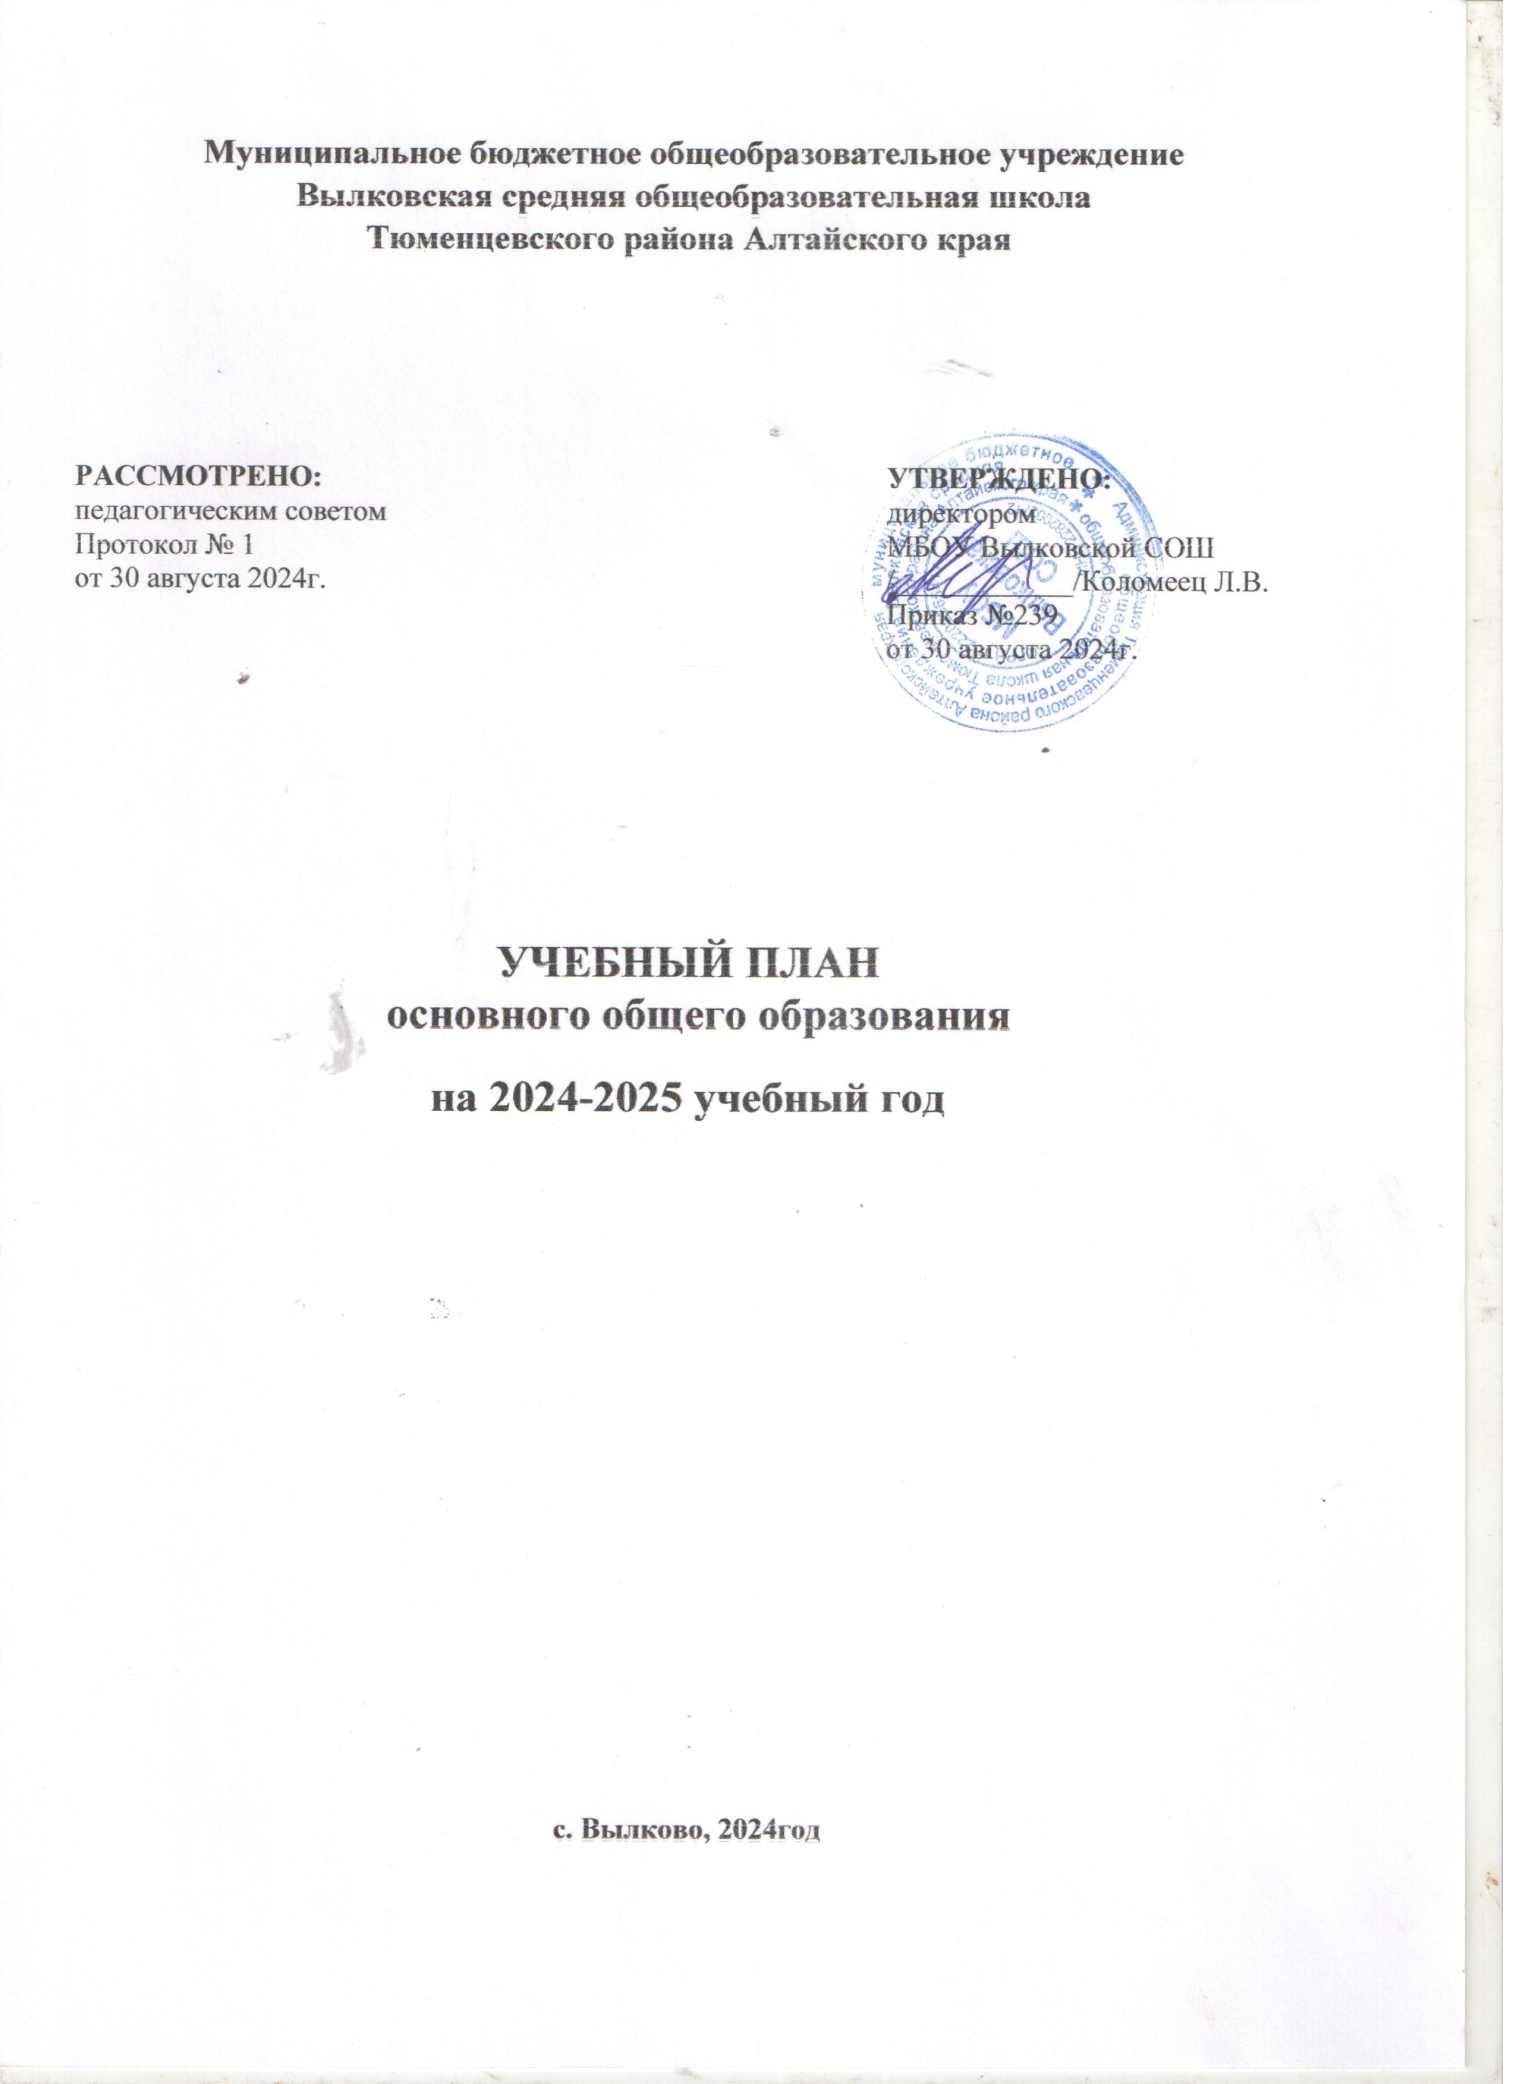 Муниципальное бюджетное общеобразовательное учреждение
Вылковская средняя общеобразовательная школа
Тюменцевского района Алтайского края
РАССМОТРЕНО:
педагогическим советом
Протокол № 1
от 30 августа 2024г.
УТВЕРЖДЕНО:
директором
МБОУ Вылковской СОШ
/____________/Коломеец Л.В.
Приказ №239
от 30 августа 2024г.
УЧЕБНЫЙ ПЛАН
основного общего образования
на 2024-2025 учебный год
с. Вылково, 2024год